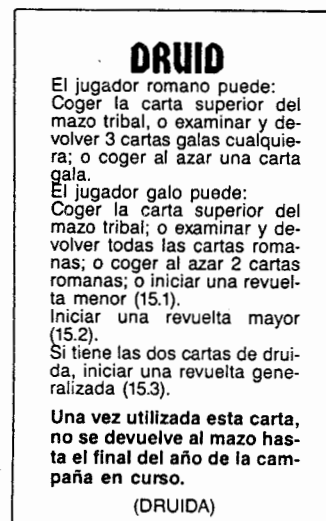 DRUID
El jugador romano puede:
Coger la carta superior del
mazo tribal, o examinar y de-
volver 3 cartas galas cualquie-
ra; o coger al azar una carta
gala.
El jugador galo puede:
Coger la carta superior del
mazo tribal; o examinar y de-
volver todas las cartas roma-
nas; o coger al azar 2 cartas
romanas; o iniciar una revuel-
ta menor (15.1).
Iniciar una revuelta mayor
(15.2).
Si tiene las dos cartas de drui-
da, iniciar una revuelta gene-
ralizada (15.3).
Una vez utilizada esta carta,
no se devuelve al mazo has-
ta el final del año de la cam-
paña en curso.
(DRUIDA)